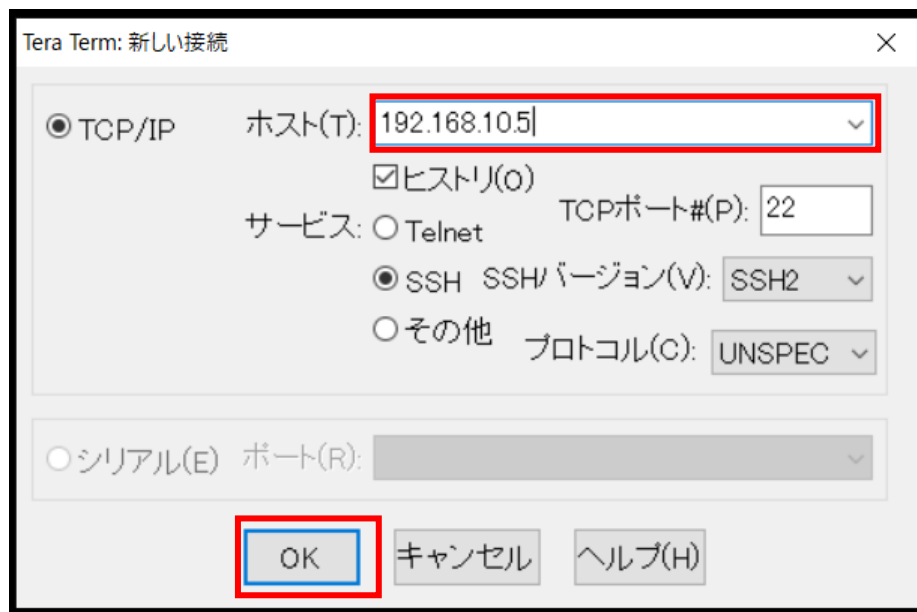 Tera Term: 新しい接続
TCP/IP ホスト(T): 192.168.10.5
ヒストリ(O)
サービス: Telnet TCPポート#(P): 22
SSH SSHバージョン(V): SSH2
その他 プロトコル(C): UNSPEC
シリアル(E) ポート(R):
OK キャンセル ヘルプ(H)